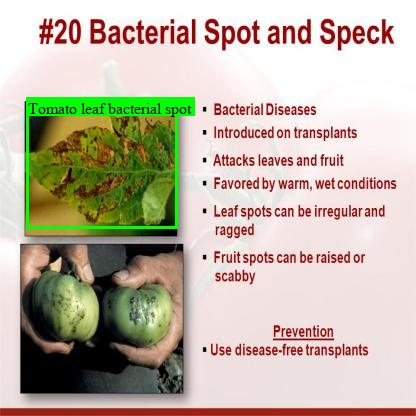 #20 Bacterial Spot and Speck
Tomato leaf bacterial spot
▪ Bacterial Diseases
▪ Introduced on transplants
▪ Attacks leaves and fruit
▪ Favored by warm, wet conditions
▪ Leaf spots can be irregular and
ragged
▪ Fruit spots can be raised or
scabby
Prevention
▪ Use disease-free transplants